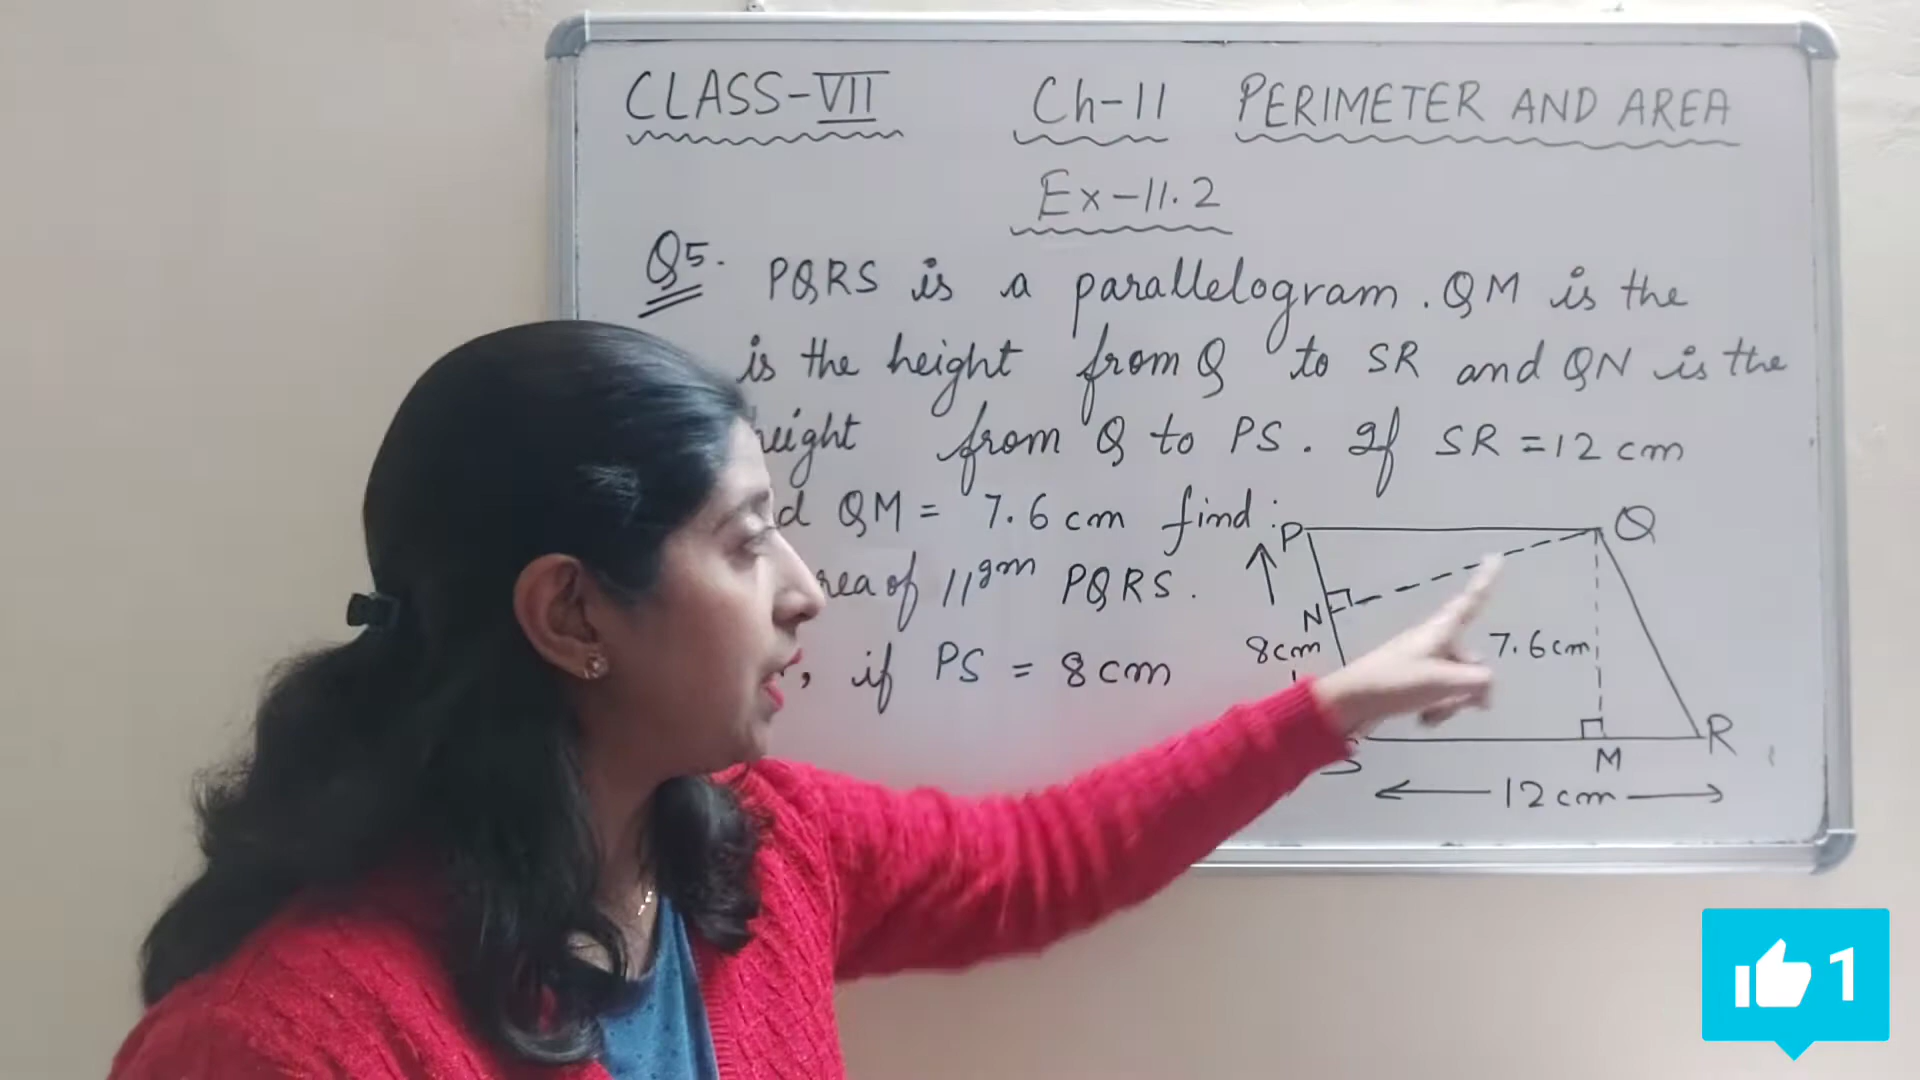 CLASS-VII Ch-11 PERIMETER AND AREA
Ex-11.2
Q5. PQRS is a parallelogram. QM is the
is the height from Q to SR and QN is the
height from Q to PS. If SR = 12 cm
QM = 7.6 cm find :
of 11gm PQRS.
, if PS = 8 cm
P
Q
N
8cm
7.6cm
S
M
R
12 cm
1